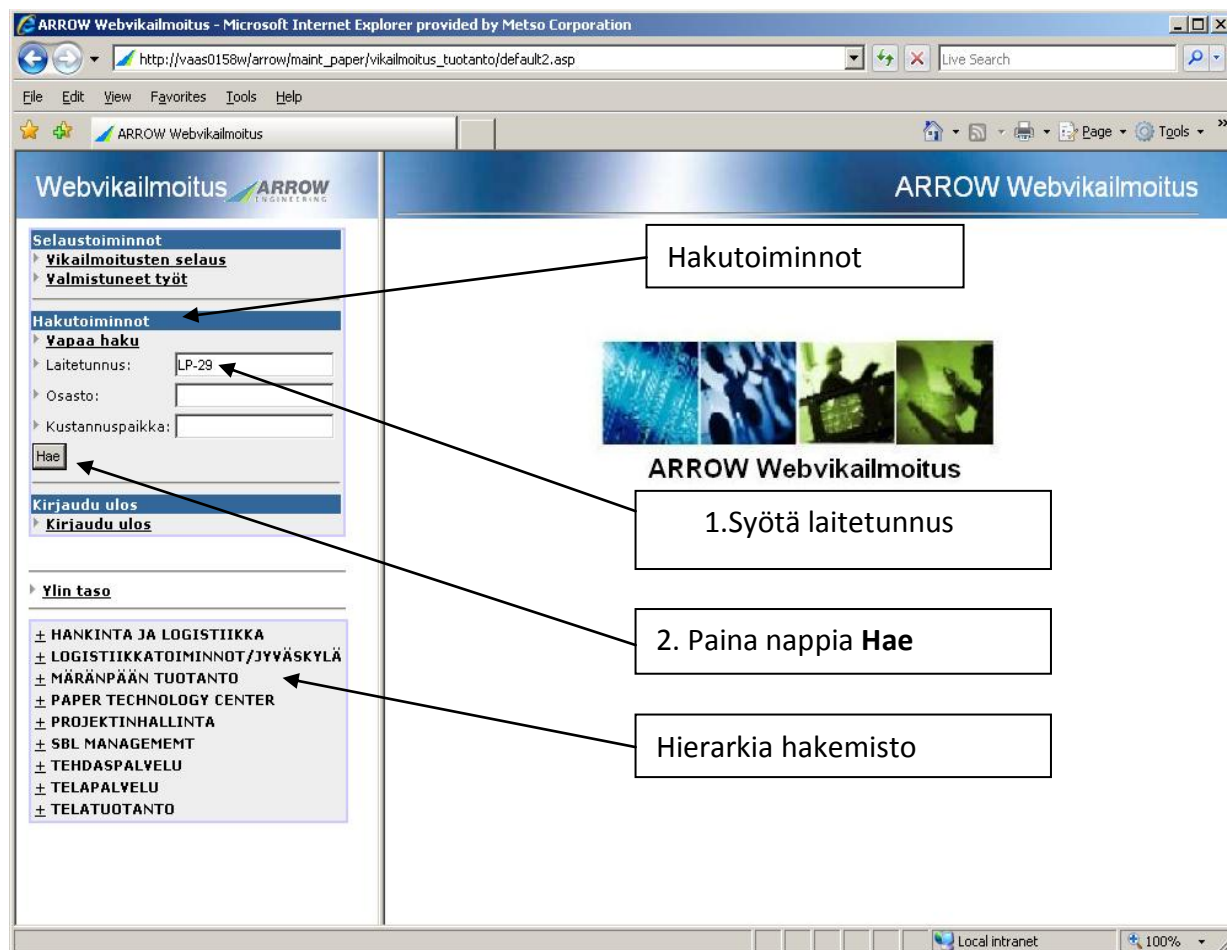 ARROW Webvikailmoitus - Microsoft Internet Explorer provided by Metso Corporation
http://vaas0158w/arrow/maint_paper/vikailmoitus_tuotanto/default2.asp
Live Search
File Edit View Favorites Tools Help
ARROW Webvikailmoitus
Page Tools »
Webvikailmoitus ARROW
ENGINEERING
ARROW Webvikailmoitus
Selaustoiminnot
Vikailmoitusten selaus
Valmistuneet työt
Hakutoiminnot
Hakutoiminnot
Vapaa haku
Laitetunnus: LP-29
Osasto:
Kustannuspaikka:
Hae
ARROW Webvikailmoitus
Kirjaudu ulos
Kirjaudu ulos
1.Syötä laitetunnus
Ylin taso
2. Paina nappia Hae
+ HANKINTA JA LOGISTIIKKA
+ LOGISTIIKKATOIMINNOT/JYVÄSKYLÄ
+ MÄRÄNPÄÄN TUOTANTO
+ PAPER TECHNOLOGY CENTER
+ PROJEKTINHALLINTA
+ SBL MANAGEMEMT
+ TEHDASPALVELU
+ TELAPALVELU
+ TELATUOTANTO
Hierarkia hakemisto
Local intranet
100%